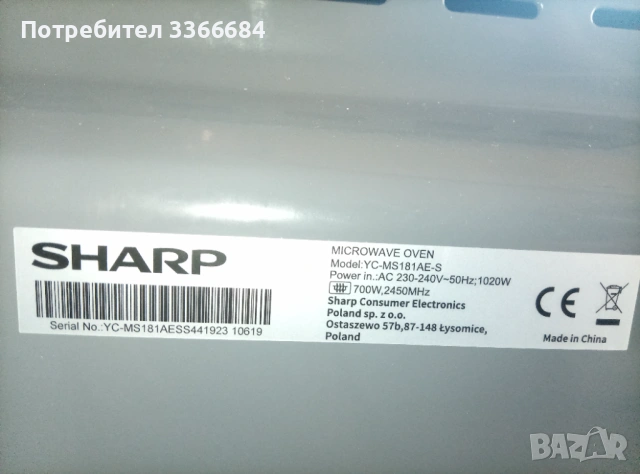 Потребител 3366684
SHARP
Serial No.:YC-MS181AESS441923 10619
MICROWAVE OVEN
Model:YC-MS181AE-S
Power in.:AC 230-240V~50Hz;1020W
700W,2450MHz
Sharp Consumer Electronics
Poland sp. z o.o.
Ostaszewo 57b,87-148 Łysomice,
Poland
CE
Made in China
BAZAR